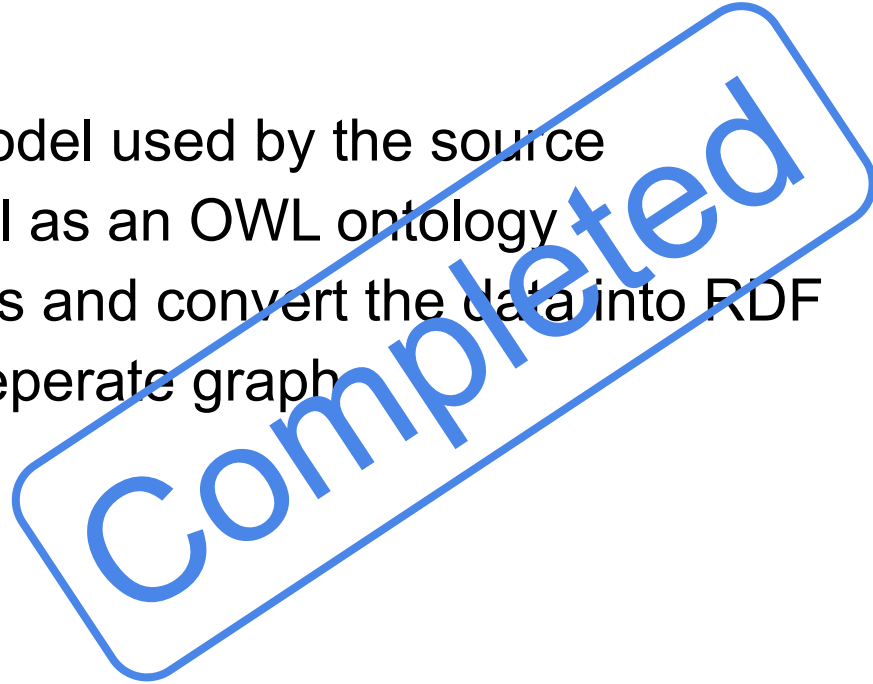 odel used by the source
l as an OWL ontology
s and convert the data into RDF
eperate graph
Completed